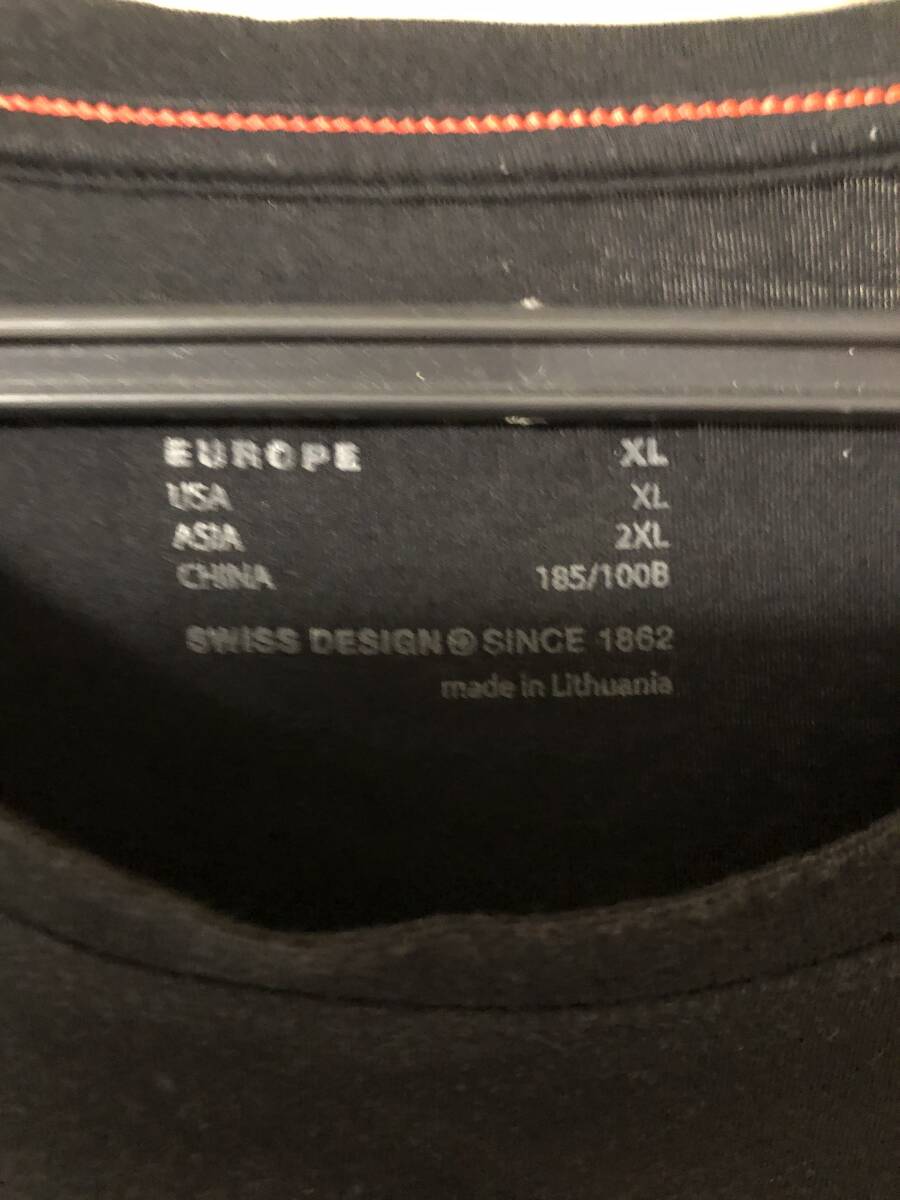 EUROPE XL
USA XL
ASIA 2XL
CHINA 185/100B
SWISS DESIGN SINCE 1862
made in Lithuania